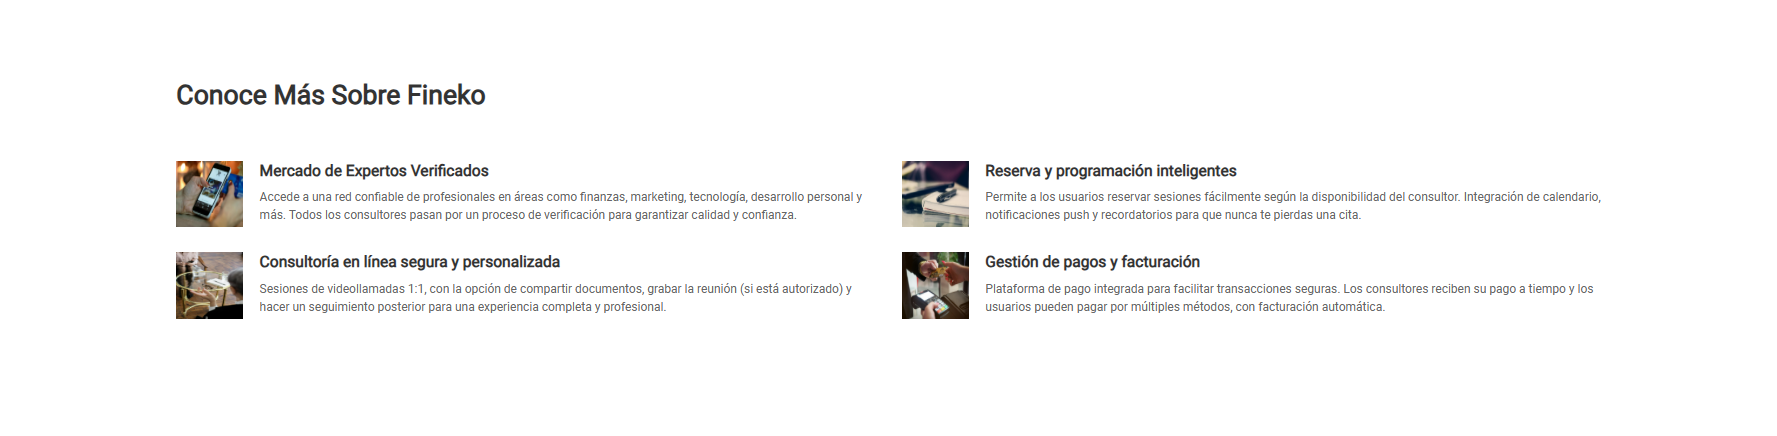 Conoce Más Sobre Fineko
Mercado de Expertos Verificados
Accede a una red confiable de profesionales en áreas como finanzas, marketing, tecnología, desarrollo personal y
más. Todos los consultores pasan por un proceso de verificación para garantizar calidad y confianza.
Reserva y programación inteligentes
Permite a los usuarios reservar sesiones fácilmente según la disponibilidad del consultor. Integración de calendario,
notificaciones push y recordatorios para que nunca te pierdas una cita.
Consultoría en línea segura y personalizada
Sesiones de videollamadas 1:1, con la opción de compartir documentos, grabar la reunión (si está autorizado) y
hacer un seguimiento posterior para una experiencia completa y profesional.
Gestión de pagos y facturación
Plataforma de pago integrada para facilitar transacciones seguras. Los consultores reciben su pago a tiempo y los
usuarios pueden pagar por múltiples métodos, con facturación automática.